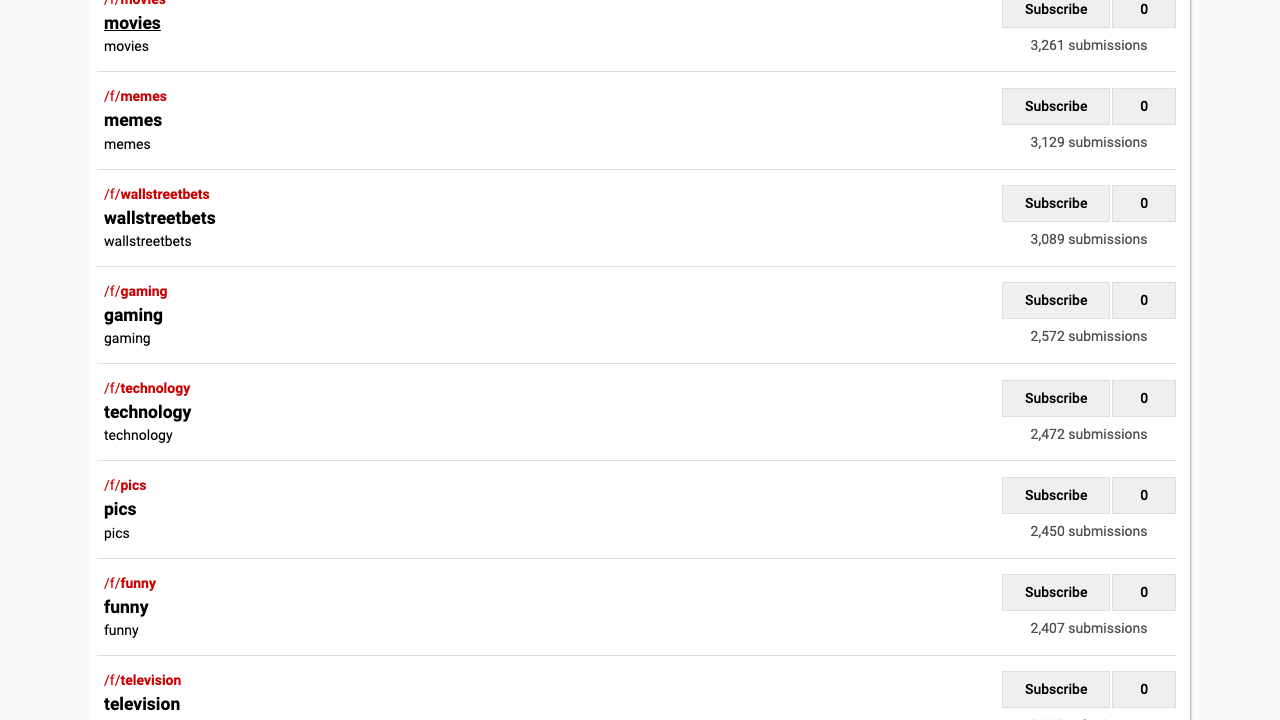 /f/movies
movies
movies
Subscribe 0
3,261 submissions
/f/memes
memes
memes
Subscribe 0
3,129 submissions
/f/wallstreetbets
wallstreetbets
wallstreetbets
Subscribe 0
3,089 submissions
/f/gaming
gaming
gaming
Subscribe 0
2,572 submissions
/f/technology
technology
technology
Subscribe 0
2,472 submissions
/f/pics
pics
pics
Subscribe 0
2,450 submissions
/f/funny
funny
funny
Subscribe 0
2,407 submissions
/f/television
television
Subscribe 0